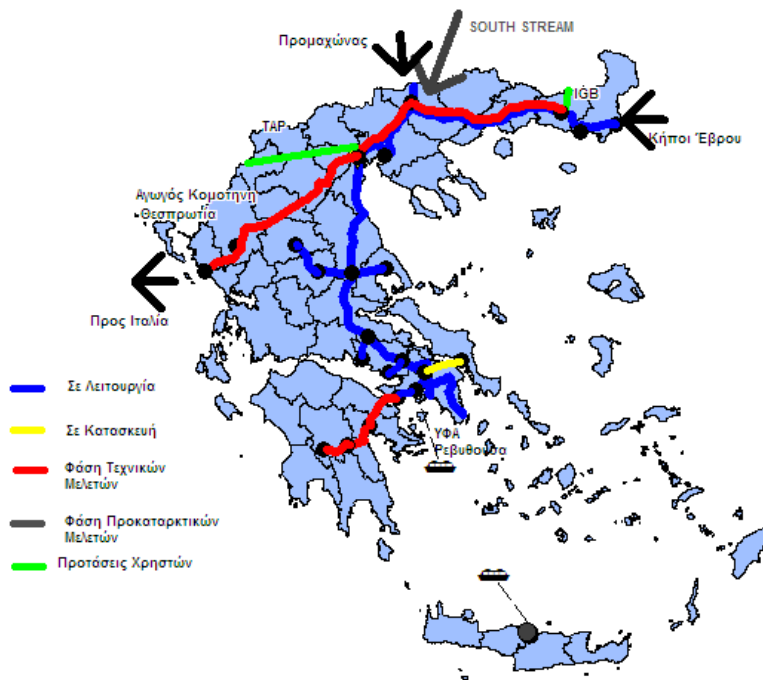 SOUTH STREAM
Προμαχώνας
IGB
TAP
Κήποι Έβρου
Αγωγός Κομοτηνη
Θεσπρωτία
Προς Ιταλία
Σε Λειτουργία
Σε Κατασκευή
ΥΦΑ
Ρεβυθούσα
Φάση Τεχνικών
Μελετών
Φάση Προκαταρκτικών
Μελετών
Προτάσεις Χρηστών